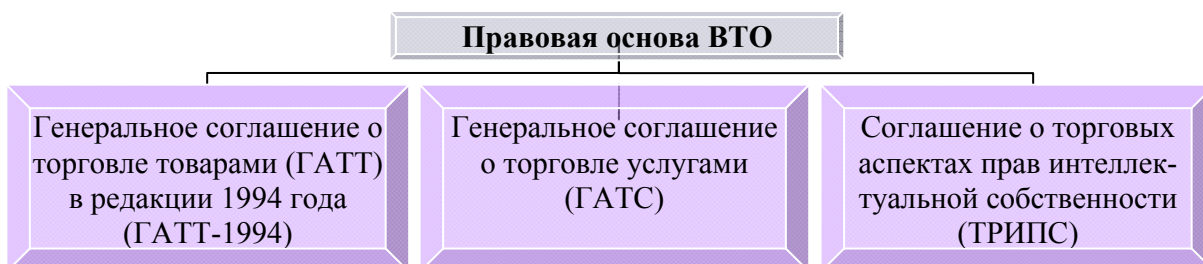 Правовая основа ВТО
Генеральное соглашение о
торговле товарами (ГАТТ)
в редакции 1994 года
(ГАТТ-1994)
Генеральное соглашение
о торговле услугами
(ГАТС)
Соглашение о торговых
аспектах прав интеллек-
туальной собственности
(ТРИПС)